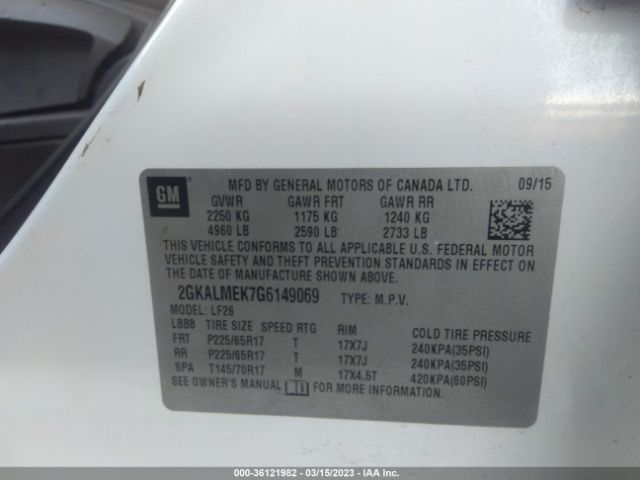 GM
MFD BY GENERAL MOTORS OF CANADA LTD. 09/15
GVWR GAWR FRT GAWR RR
2250 KG 1175 KG 1240 KG
4960 LB 2590 LB 2733 LB
THIS VEHICLE CONFORMS TO ALL APPLICABLE U.S. FEDERAL MOTOR
VEHICLE SAFETY AND THEFT PREVENTION STANDARDS IN EFFECT ON
THE DATE OF MANUFACTURE SHOWN ABOVE.
2GKALMEK7G6149069 TYPE: M.P.V.
MODEL: LF26
LBBB TIRE SIZE SPEED RTG RIM COLD TIRE PRESSURE
FRT P225/65R17 T 17X7J 240KPA(35PSI)
RR P225/65R17 T 17X7J 240KPA(35PSI)
SPA T145/70R17 M 17X4.5T 420KPA(60PSI)
SEE OWNER'S MANUAL FOR MORE INFORMATION.
000-36121982 - 03/15/2023 - IAA Inc.